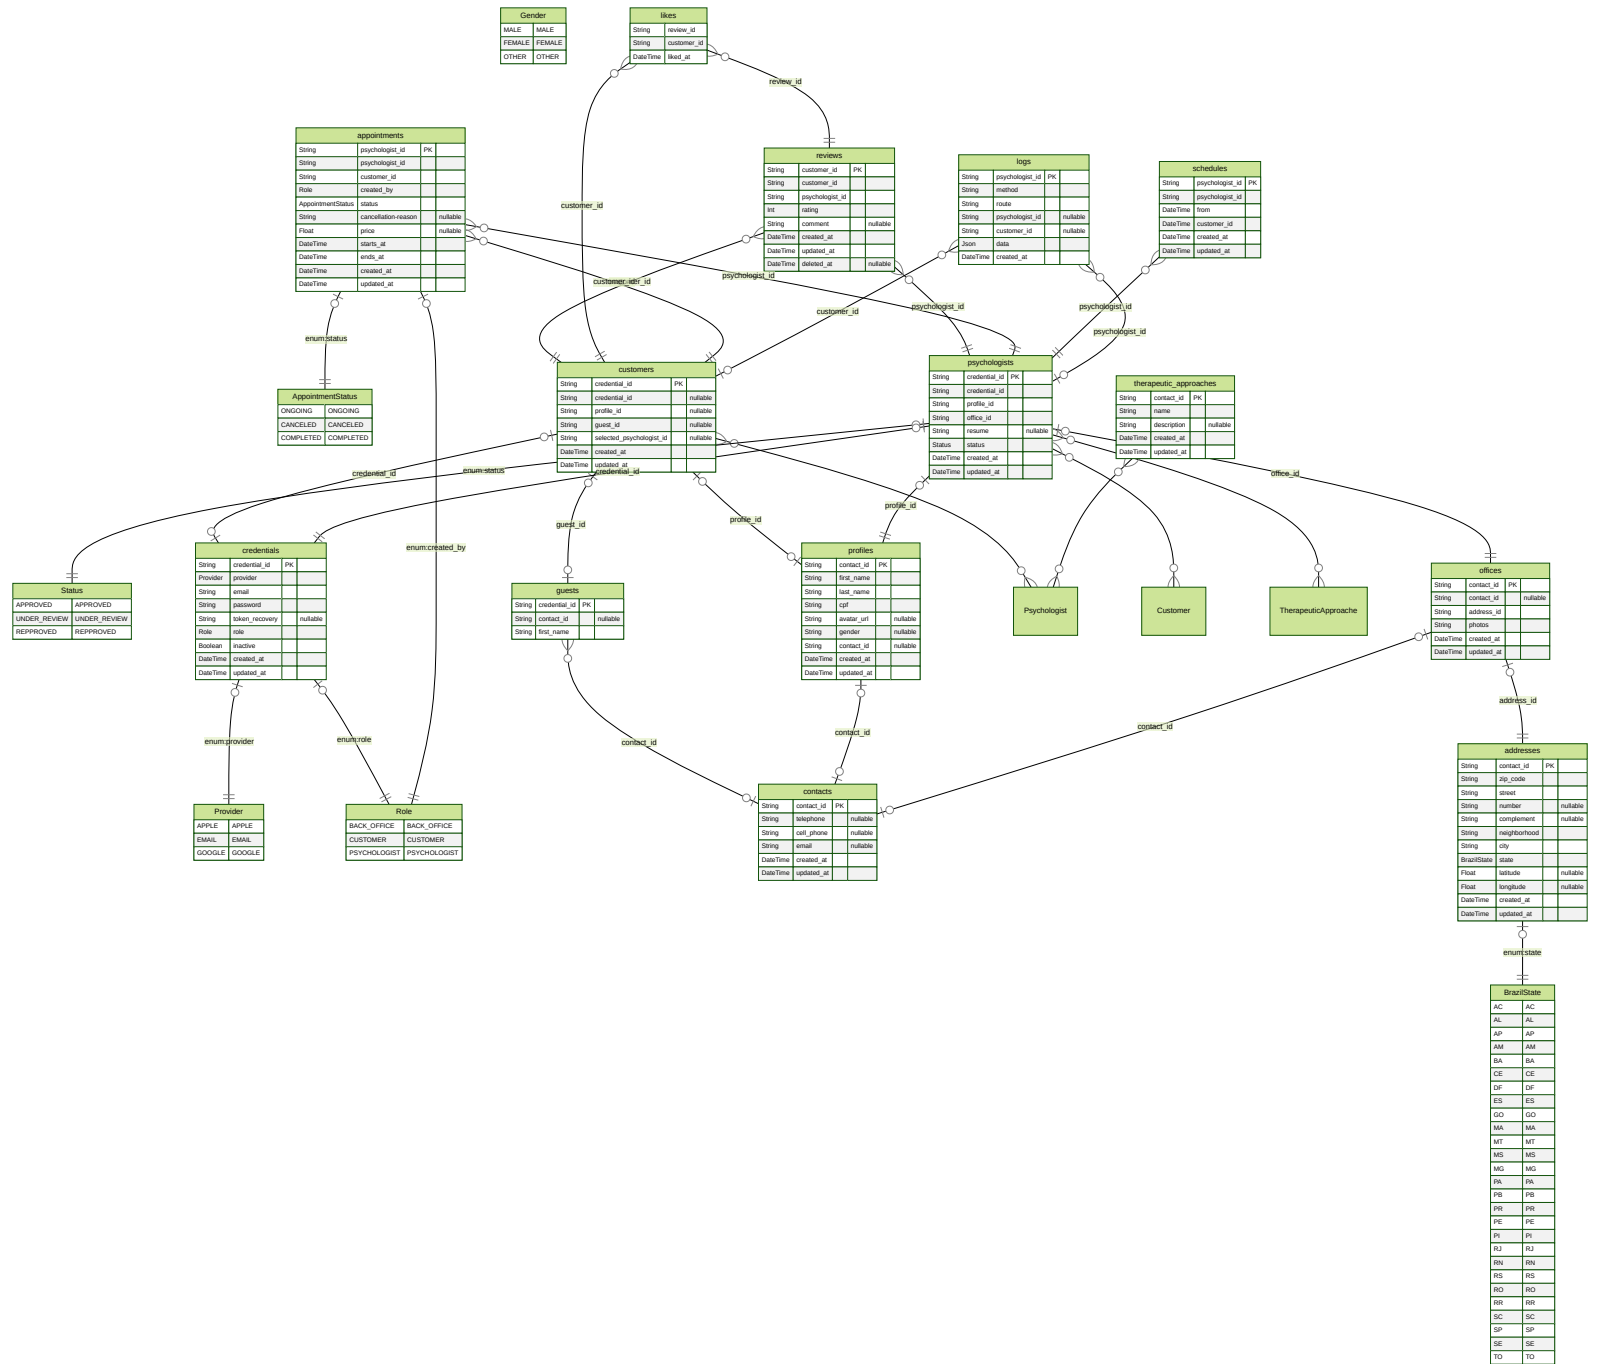 Gender
MALE MALE
FEMALE FEMALE
OTHER OTHER
likes
String review_id
String customer_id
DateTime liked_at
review_id
customer_id
appointments
String psychologist_id PK
String psychologist_id
String customer_id
Role created_by
AppointmentStatus status
String cancellation-reason nullable
Float price nullable
DateTime starts_at
DateTime ends_at
DateTime created_at
DateTime updated_at
reviews
String customer_id PK
String customer_id
String psychologist_id
Int rating
String comment nullable
DateTime created_at
DateTime updated_at
DateTime deleted_at nullable
logs
String psychologist_id PK
String method
String route
String psychologist_id nullable
String customer_id nullable
Json data
DateTime created_at
schedules
String psychologist_id PK
String psychologist_id
DateTime from
DateTime customer_id
DateTime created_at
DateTime updated_at
customer_id
customer_id
psychologist_id
psychologist_id
customer_id
psychologist_id
psychologist_id
enum:status
AppointmentStatus
ONGOING ONGOING
CANCELED CANCELED
COMPLETED COMPLETED
customers
String credential_id PK
String credential_id nullable
String profile_id nullable
String guest_id nullable
String selected_psychologist_id nullable
DateTime created_at
DateTime updated_at
psychologists
String credential_id PK
String credential_id
String profile_id
String office_id
String resume nullable
Status status
DateTime created_at
DateTime updated_at
therapeutic_approaches
String contact_id PK
String name
String description nullable
DateTime created_at
DateTime updated_at
credential_id
enum:status
credential_id
office_id
guest_id
profile_id
profile_id
enum:created_by
Status
APPROVED APPROVED
UNDER_REVIEW UNDER_REVIEW
REPPROVED REPPROVED
credentials
String credential_id PK
Provider provider
String email
String password
String token_recovery nullable
Role role
Boolean inactive
DateTime created_at
DateTime updated_at
guests
String credential_id PK
String contact_id nullable
String first_name
profiles
String contact_id PK
String first_name
String last_name
String cpf
String avatar_url nullable
String gender nullable
String contact_id nullable
DateTime created_at
DateTime updated_at
Psychologist
Customer
TherapeuticApproache
offices
String contact_id PK
String contact_id nullable
String address_id
String photos
DateTime created_at
DateTime updated_at
enum:provider
enum:role
contact_id
contact_id
contact_id
address_id
Provider
APPLE APPLE
EMAIL EMAIL
GOOGLE GOOGLE
Role
BACK_OFFICE BACK_OFFICE
CUSTOMER CUSTOMER
PSYCHOLOGIST PSYCHOLOGIST
contacts
String contact_id PK
String telephone nullable
String cell_phone nullable
String email nullable
DateTime created_at
DateTime updated_at
addresses
String contact_id PK
String zip_code
String street
String number nullable
String complement nullable
String neighborhood
String city
BrazilState state
Float latitude nullable
Float longitude nullable
DateTime created_at
DateTime updated_at
enum:state
BrazilState
AC AC
AL AL
AP AP
AM AM
BA BA
CE CE
DF DF
ES ES
GO GO
MA MA
MT MT
MS MS
MG MG
PA PA
PB PB
PR PR
PE PE
PI PI
RJ RJ
RN RN
RS RS
RO RO
RR RR
SC SC
SP SP
SE SE
TO TO